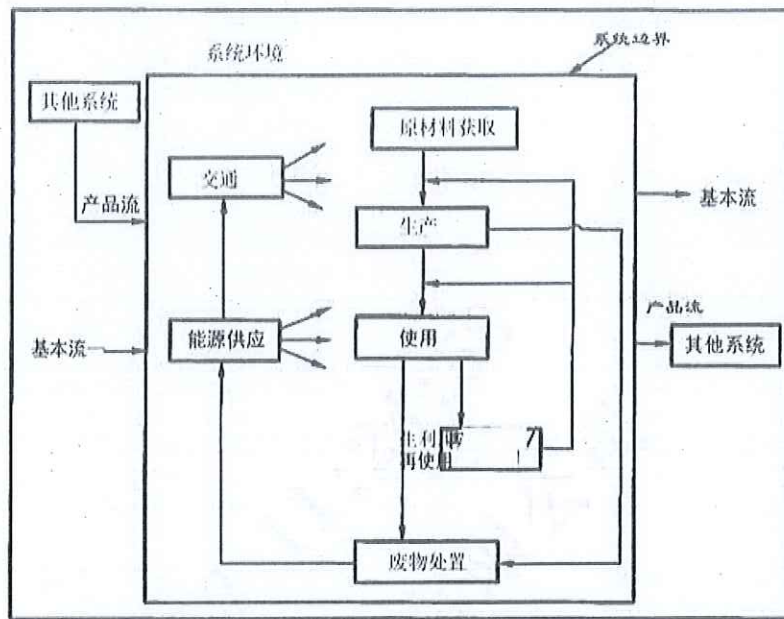 系统环境
系统边界
其他系统
原材料获取
交通
产品流
基本流
生产
产品流
能源供应
使用
基本流
其他系统
再使用
废物处置